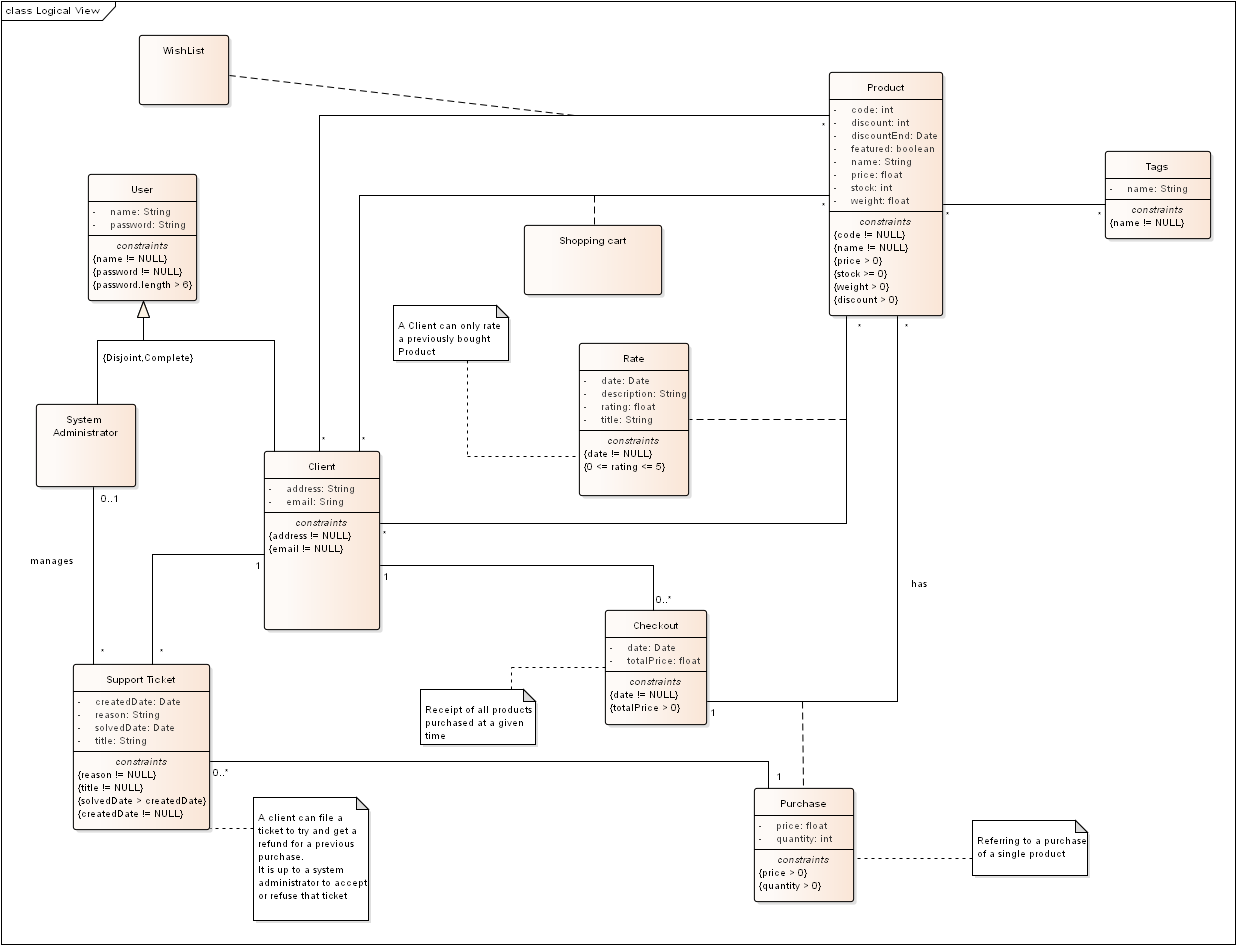 class Logical View
WishList
Product
- code: int
- discount: int
- discountEnd: Date
- featured: boolean
- name: String
- price: float
- stock: int
- weight: float
constraints
{code != NULL}
{name != NULL}
{price > 0}
{stock >= 0}
{weight > 0}
{discount > 0}
*
*
*
*
*
*
Tags
- name: String
constraints
{name != NULL}
User
- name: String
- password: String
constraints
{name != NULL}
{password != NULL}
{password.length > 6}
{Disjoint,Complete}
Shopping cart
A Client can only rate
a previously bought
Product
Rate
- date: Date
- description: String
- rating: float
- title: String
constraints
{date != NULL}
{0 <= rating <= 5}
System
Administrator
0..1
manages
*
*
*
Client
- address: String
- email: Sring
constraints
{address != NULL}
{email != NULL}
*
1
1
0..*
has
Checkout
- date: Date
- totalPrice: float
constraints
{date != NULL}
{totalPrice > 0}
1
Receipt of all products
purchased at a given
time
*
Support Ticket
- createdDate: Date
- reason: String
- solvedDate: Date
- title: String
constraints
{reason != NULL}
{title != NULL}
{solvedDate > createdDate}
{createdDate != NULL}
0..*
1
A client can file a
ticket to try and get a
refund for a previous
purchase.
It is up to a system
administrator to accept
or refuse that ticket
Purchase
- price: float
- quantity: int
constraints
{price > 0}
{quantity > 0}
Referring to a purchase
of a single product